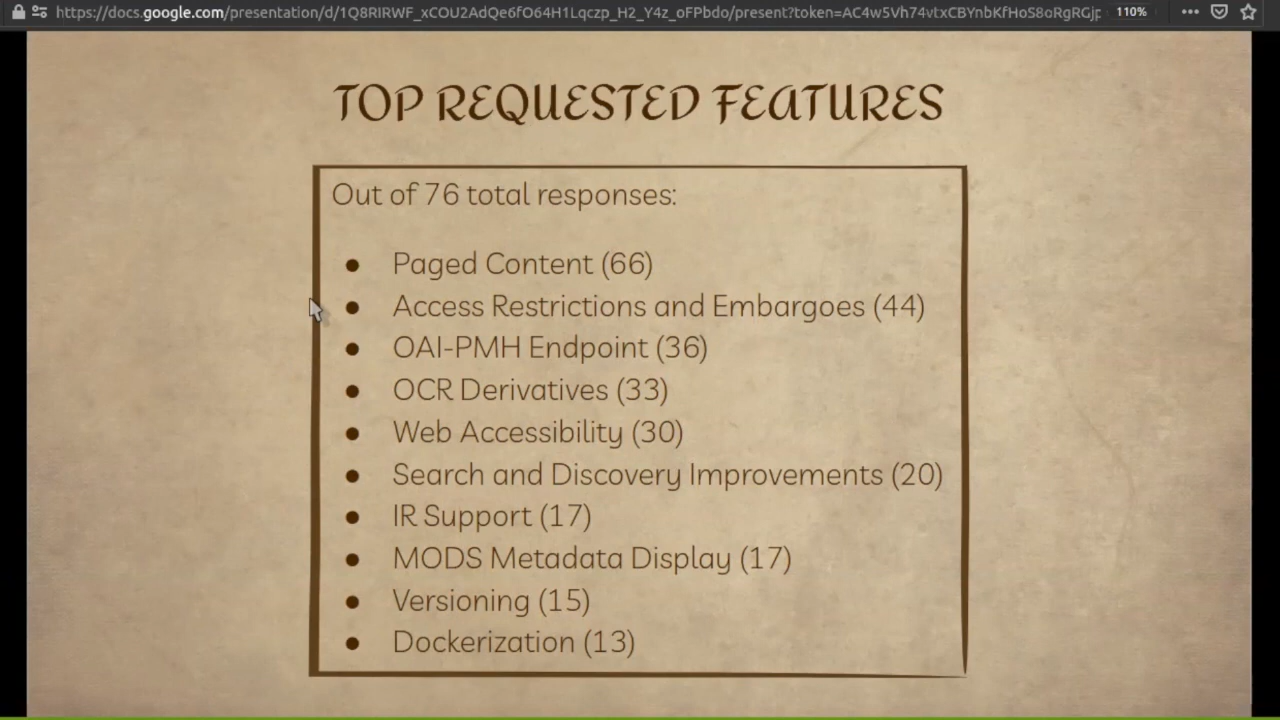 https://docs.google.com/presentation/d/1Q8RIRWF_xCOU2AdQe6fO64H1Lqczp_H2_Y4z_oFPbdo/present?token=AC4w5Vh74vtxCBYnbKfHoS8oRgRGjp 110%
TOP REQUESTED FEATURES
Out of 76 total responses:
● Paged Content (66)
● Access Restrictions and Embargoes (44)
● OAI-PMH Endpoint (36)
● OCR Derivatives (33)
● Web Accessibility (30)
● Search and Discovery Improvements (20)
● IR Support (17)
● MODS Metadata Display (17)
● Versioning (15)
● Dockerization (13)